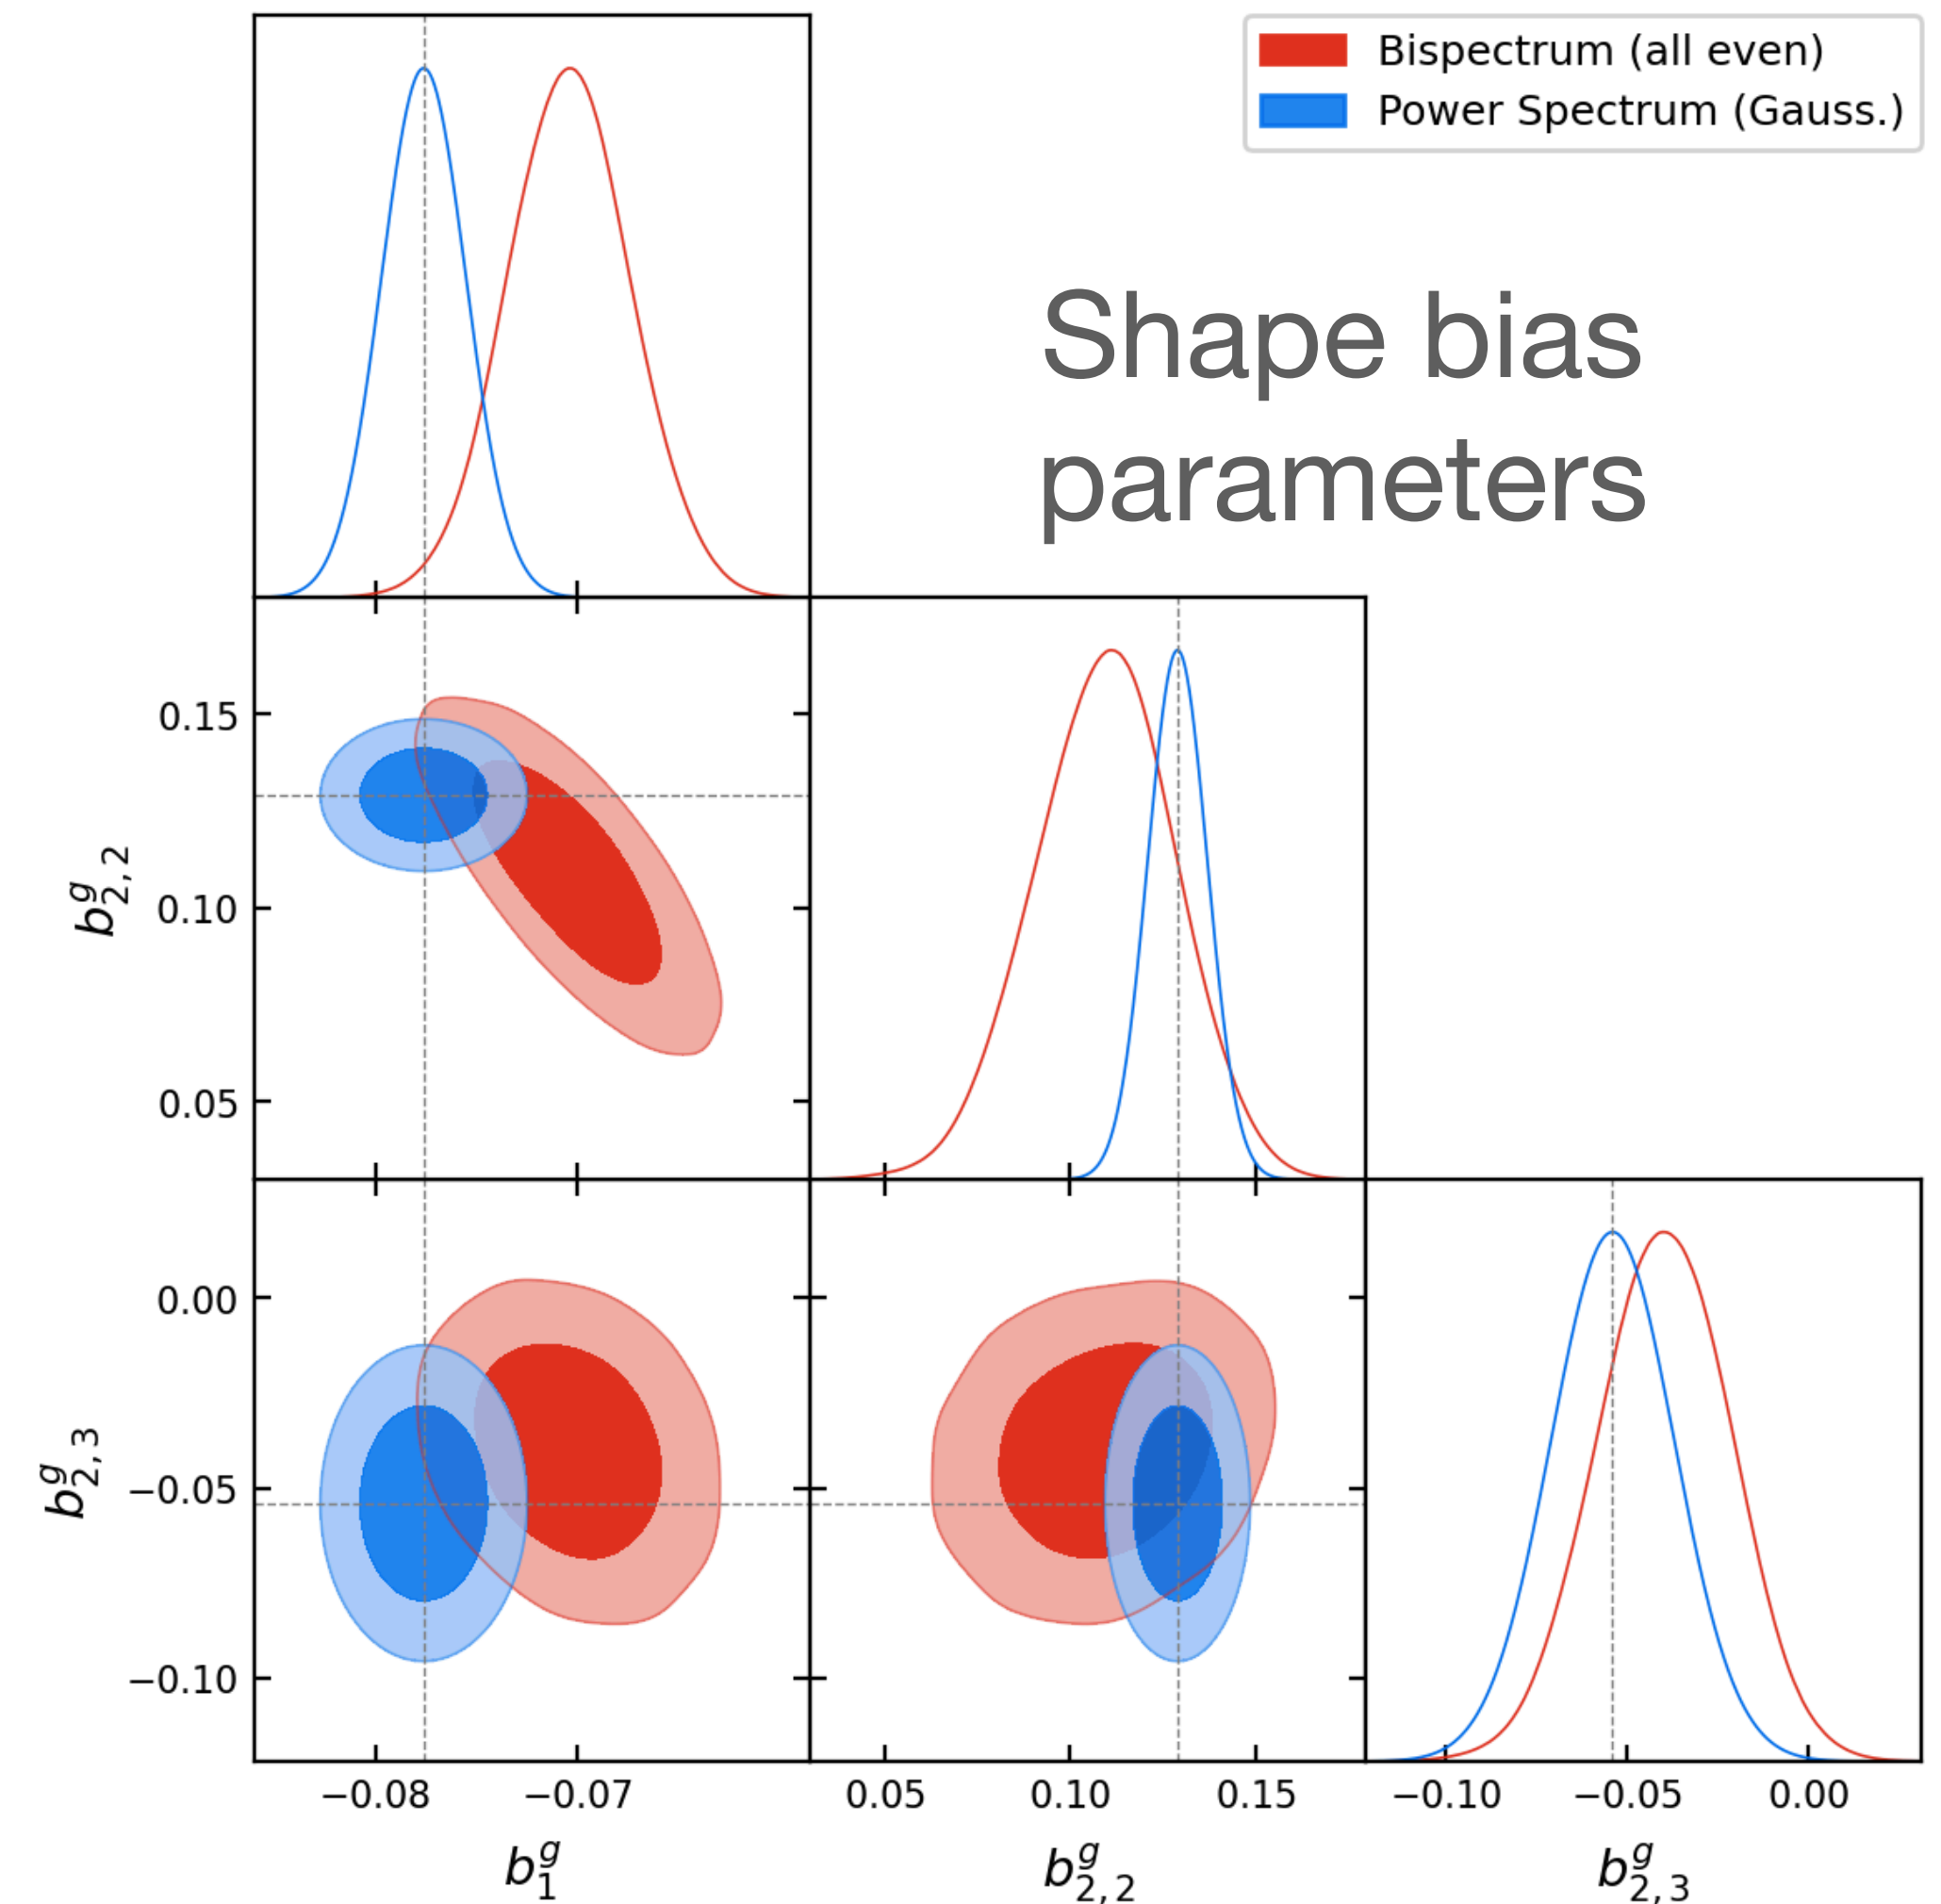 Bispectrum (all even)
Power Spectrum (Gauss.)
Shape bias
parameters
0.15
0.10
0.05
b^g_{2,2}
0.00
−0.05
−0.10
b^g_{2,3}
−0.08 −0.07 0.05 0.10 0.15 −0.10 −0.05 0.00
b^g_1 b^g_{2,2} b^g_{2,3}